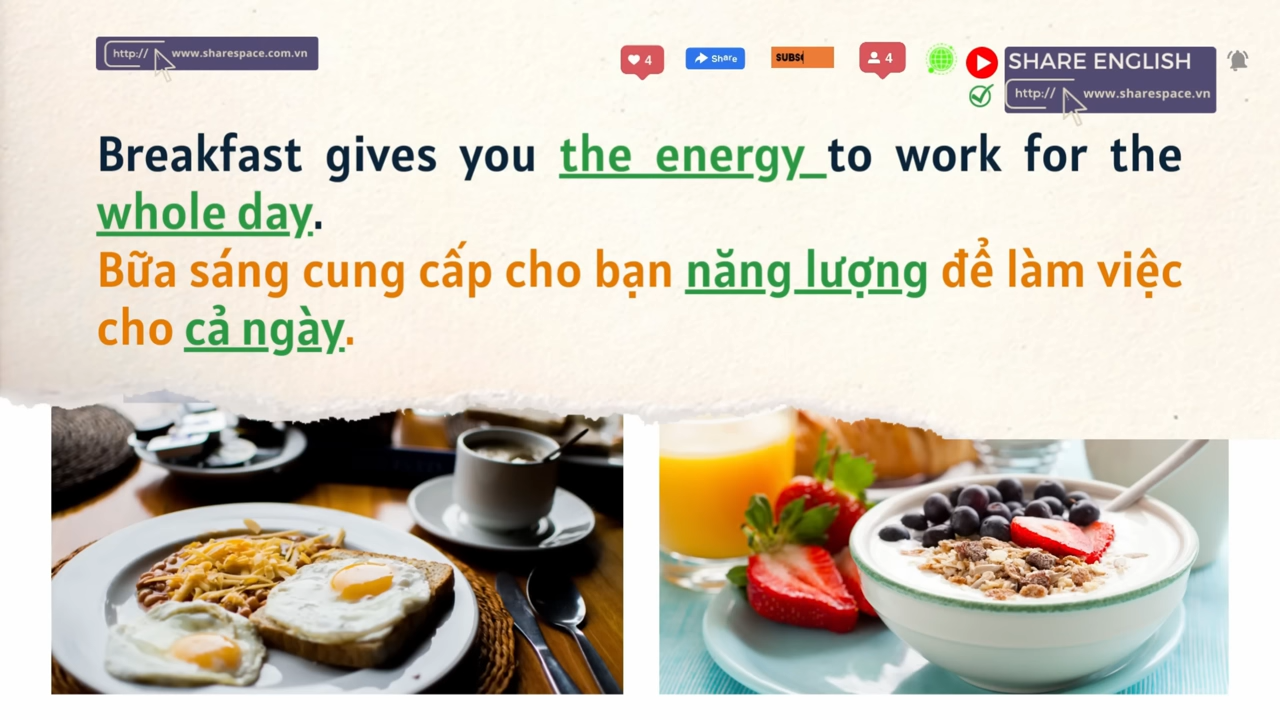 http:// www.sharespace.com.vn
4
Share
SUBS
4
SHARE ENGLISH
http:// www.sharespace.vn
Breakfast gives you the energy to work for the
whole day.
Bữa sáng cung cấp cho bạn năng lượng để làm việc
cho cả ngày.